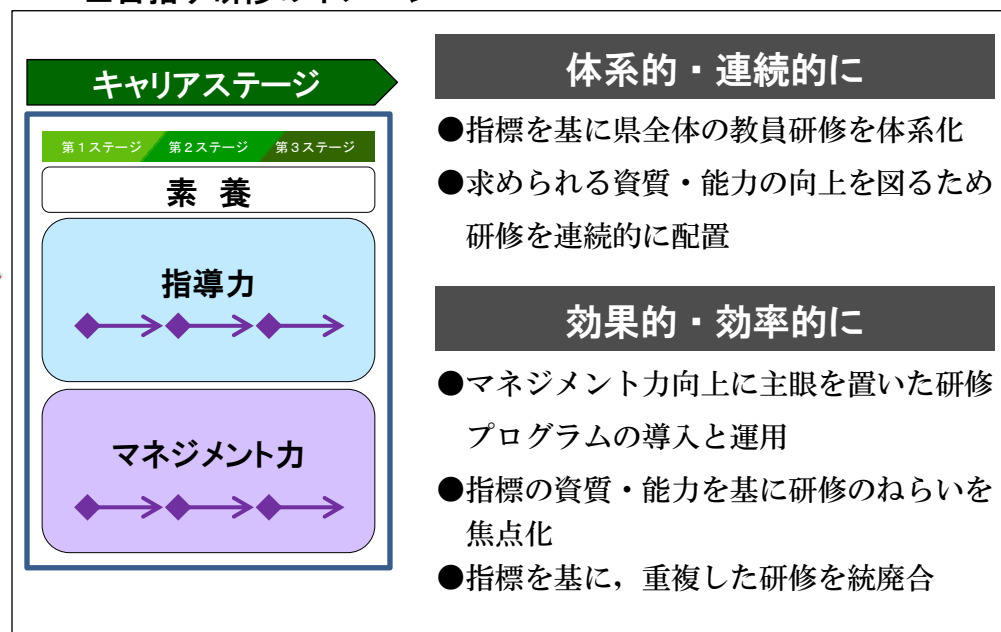 キャリアステージ
第1ステージ 第2ステージ 第3ステージ
素 養
指導力
マネジメント力
体系的・連続的に
●指標を基に県全体の教員研修を体系化
●求められる資質・能力の向上を図るため
研修を連続的に配置
効果的・効率的に
●マネジメント力向上に主眼を置いた研修
プログラムの導入と運用
●指標の資質・能力を基に研修のねらいを
焦点化
●指標を基に，重複した研修を統廃合